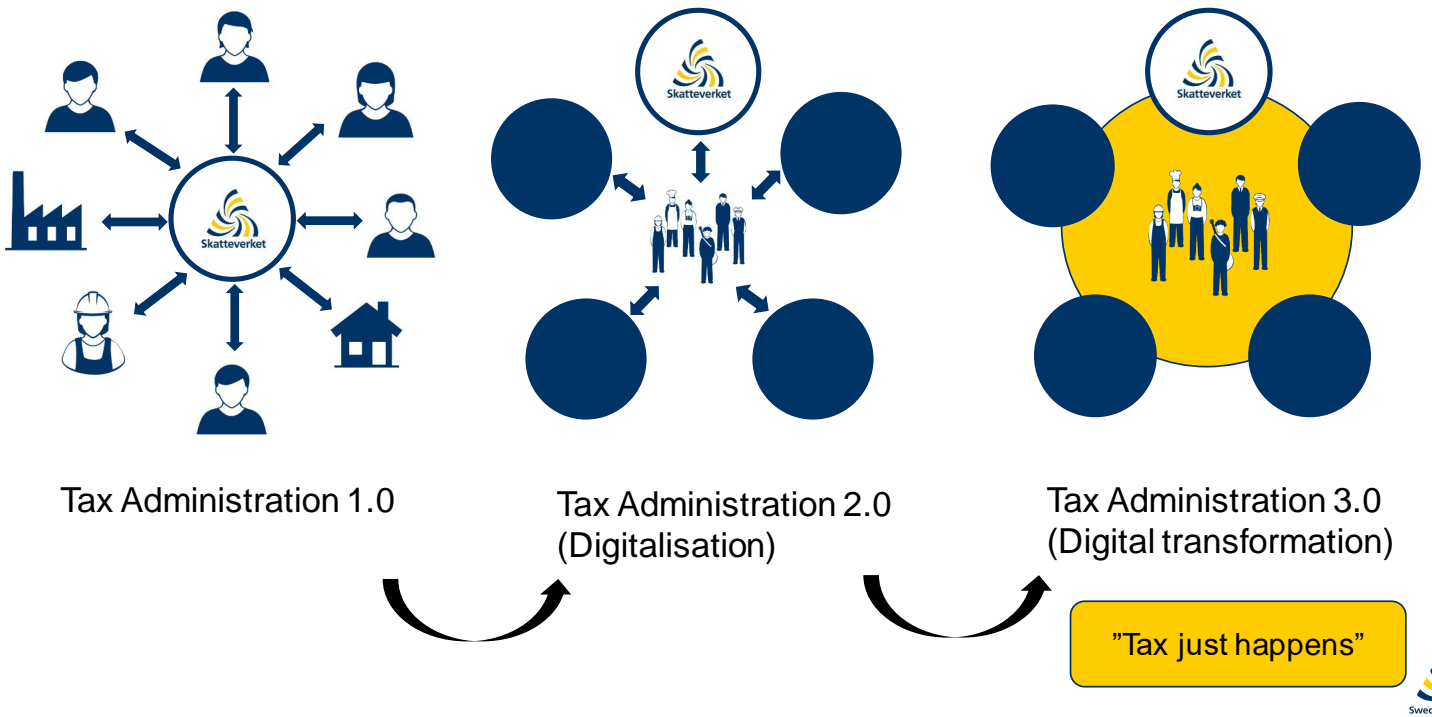 Skatteverket
Skatteverket
Skatteverket
Tax Administration 1.0
Tax Administration 2.0
(Digitalisation)
Tax Administration 3.0
(Digital transformation)
”Tax just happens”